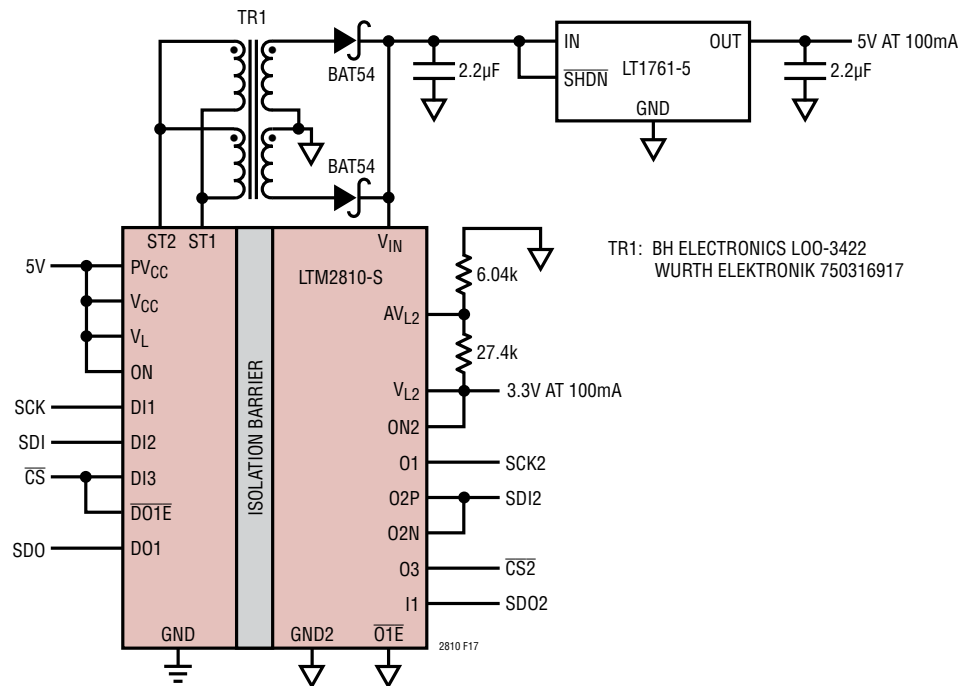 TR1
BAT54
2.2µF
IN
OUT
5V AT 100mA
LT1761-5
SHDN
2.2µF
GND
BAT54
ST2
ST1
VIN
TR1: BH ELECTRONICS LOO-3422
WURTH ELEKTRONIK 750316917
5V
PVCC
LTM2810-S
6.04k
VCC
AVL2
VL
27.4k
ON
VL2
3.3V AT 100mA
SCK
DI1
ON2
SDI
DI2
O1
SCK2
CS
DI3
O2P
SDI2
DO1E
O2N
SDO
DO1
O3
CS2
I1
SDO2
ISOLATION BARRIER
GND
GND2
O1E
2810 F17